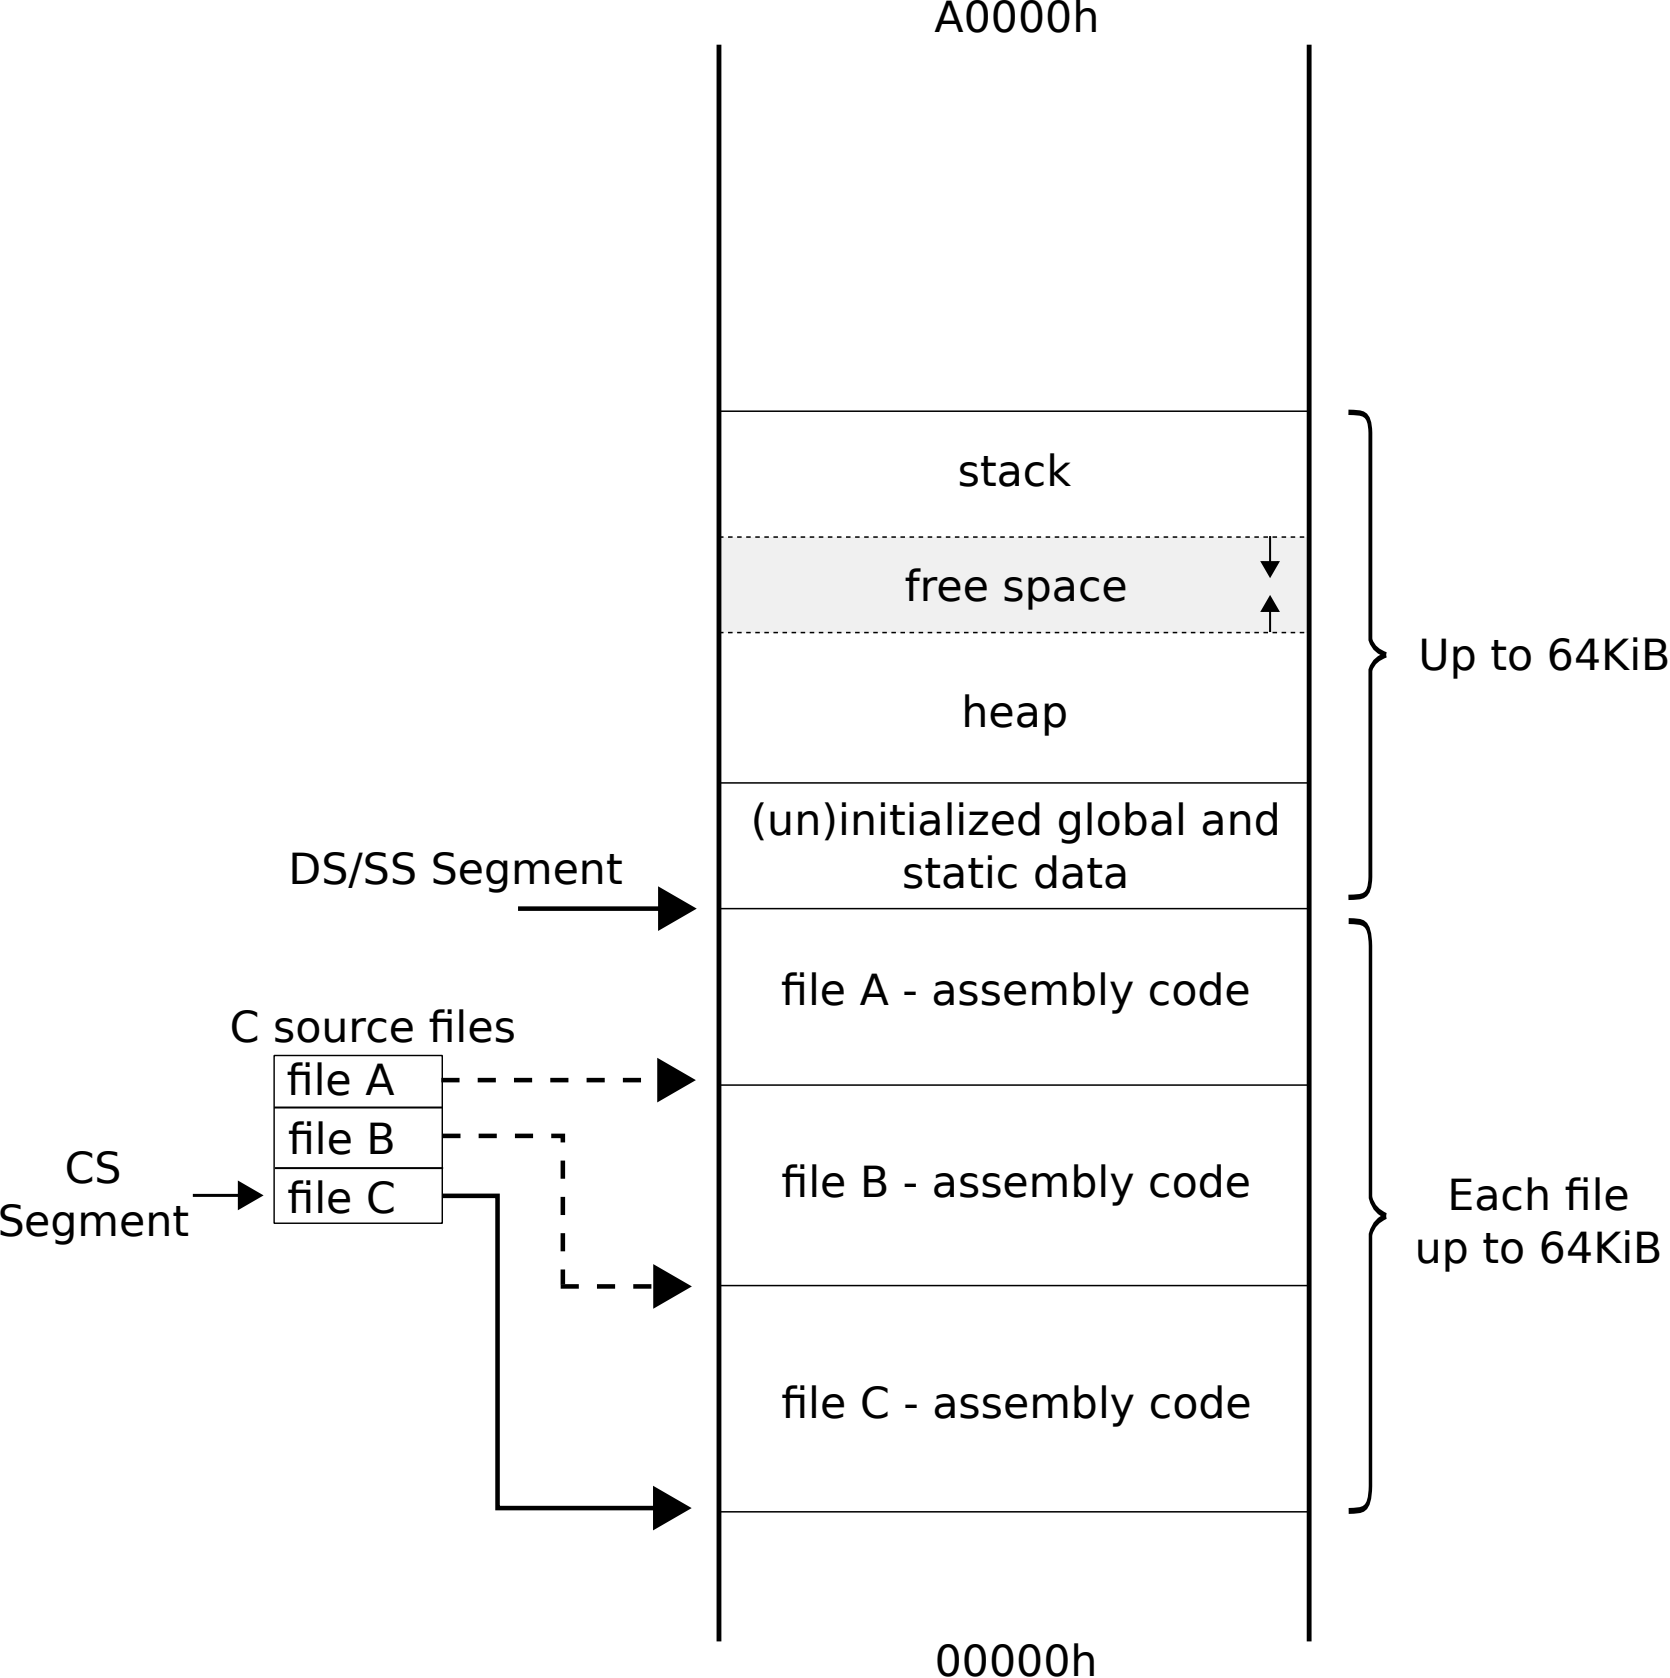 A0000h
stack
free space
heap
Up to 64KiB
(un)initialized global and
static data
DS/SS Segment
file A - assembly code
C source files
file A
file B
file C
CS
Segment
file B - assembly code
Each file
up to 64KiB
file C - assembly code
00000h